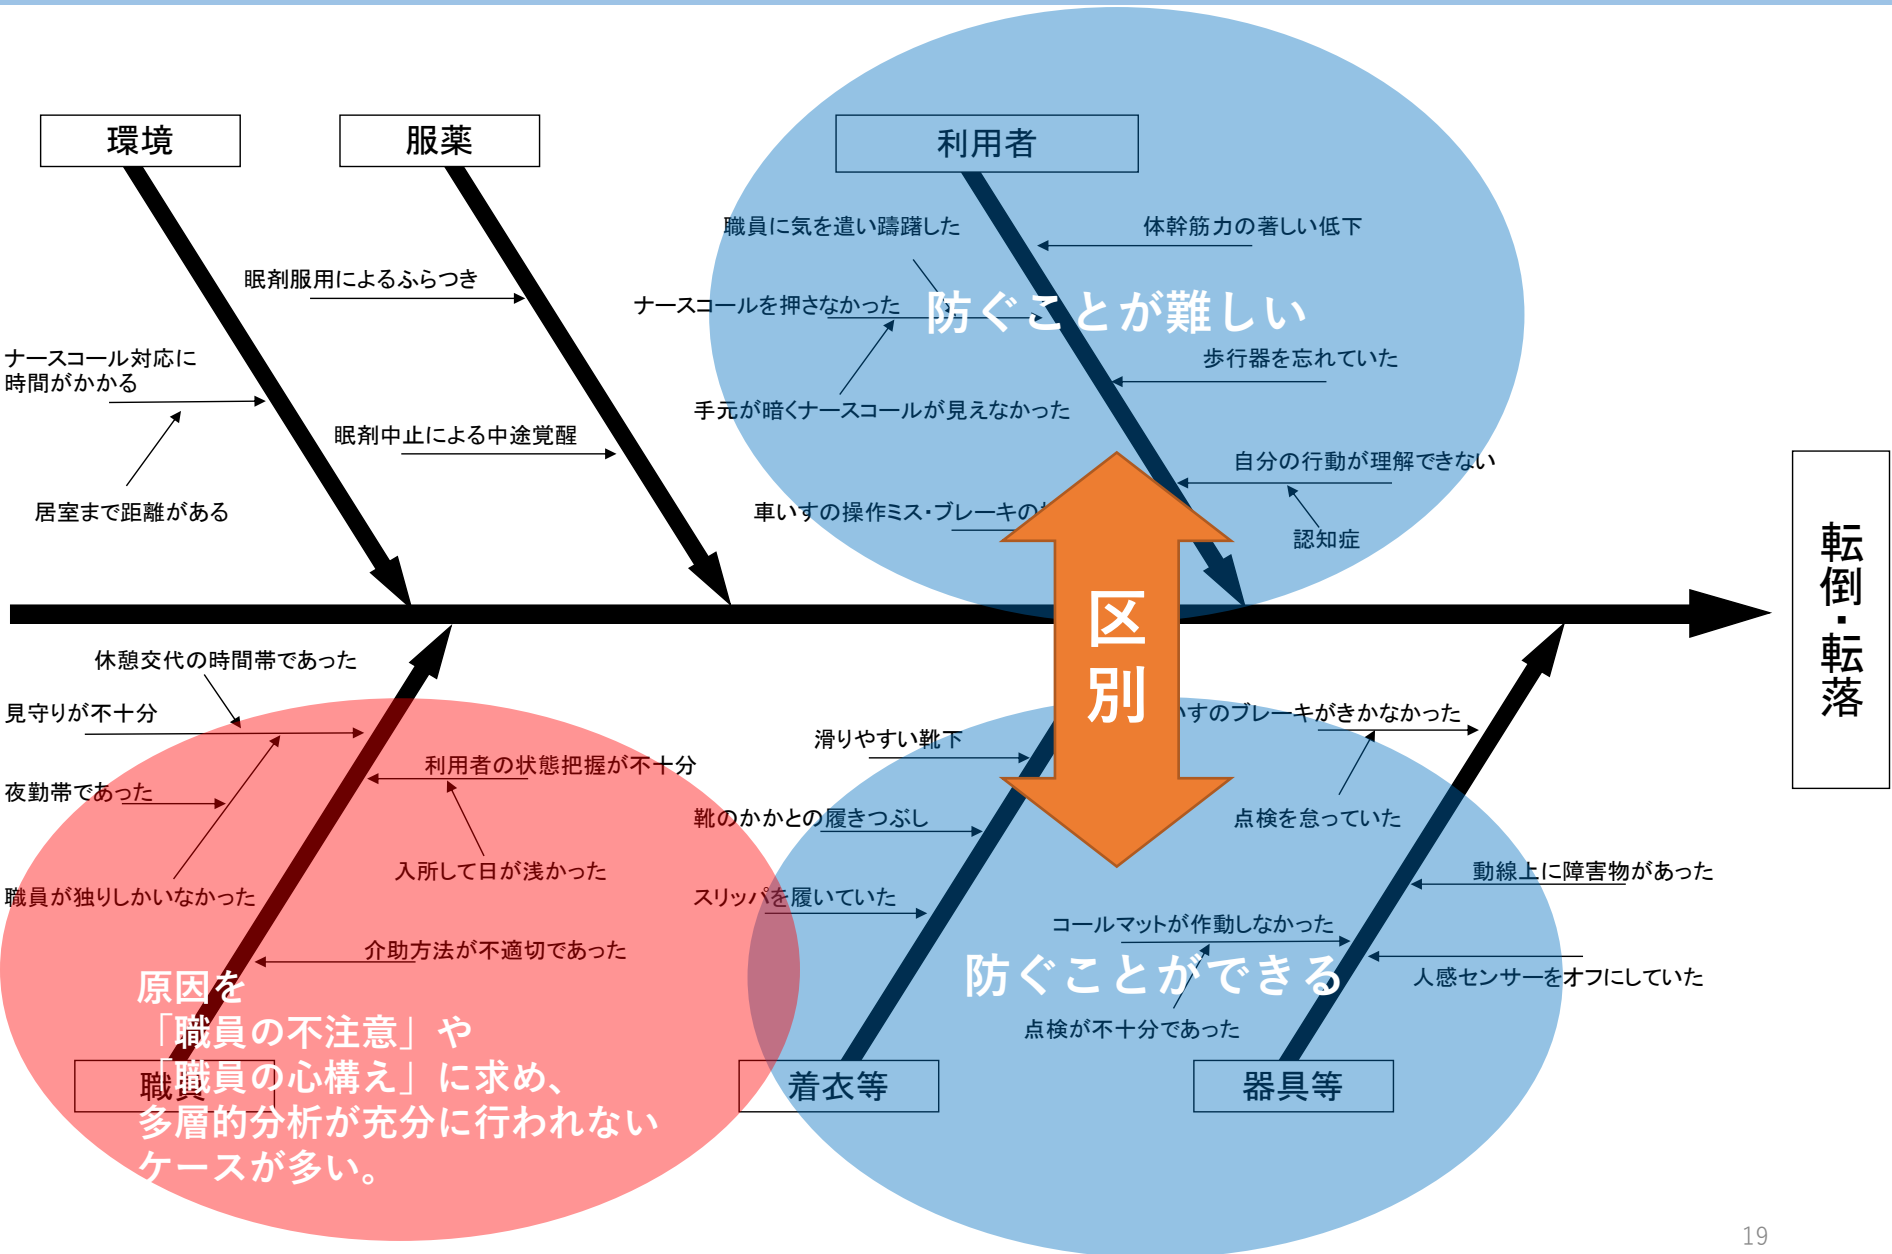 環境
服薬
利用者
職員に気を遣い躊躇した
体幹筋力の著しい低下
眠剤服用によるふらつき
ナースコールを押さなかった
防ぐことが難しい
ナースコール対応に
時間がかかる
歩行器を忘れていた
手元が暗くナースコールが見えなかった
眠剤中止による中途覚醒
自分の行動が理解できない
居室まで距離がある
車いすの操作ミス・ブレーキの
認知症
転倒・転落
区別
休憩交代の時間帯であった
見守りが不十分
すのブレーキがきかなかった
滑りやすい靴下
利用者の状態把握が不十分
夜勤帯であった
靴のかかとの履きつぶし
点検を怠っていた
入所して日が浅かった
動線上に障害物があった
職員が独りしかいなかった
スリッパを履いていた
コールマットが作動しなかった
介助方法が不適切であった
防ぐことができる
人感センサーをオフにしていた
点検が不十分であった
原因を
「職員の不注意」や
「職員の心構え」に求め、
多層的分析が充分に行われない
ケースが多い。
職員
着衣等
器具等
19